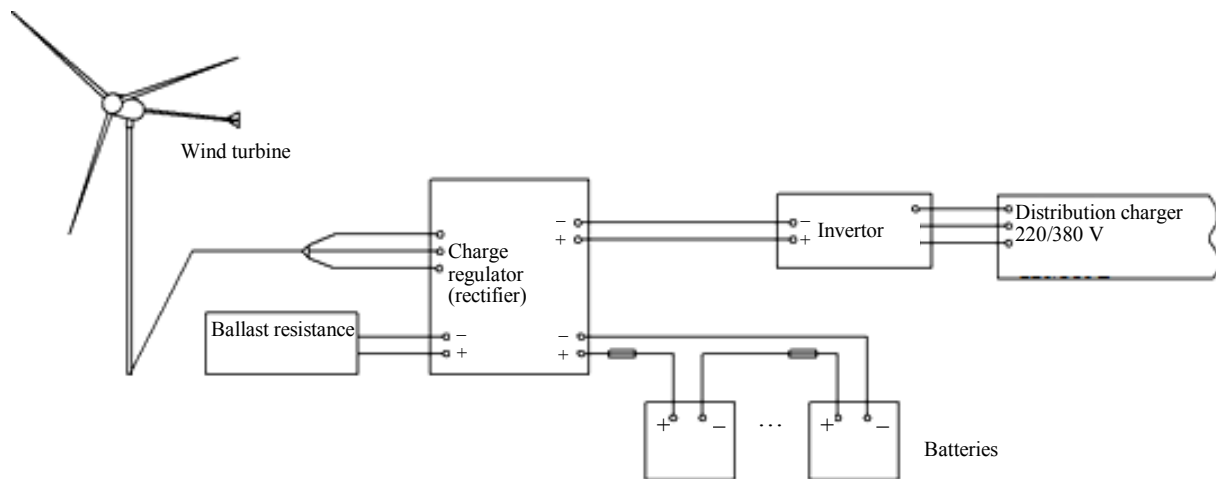 Wind turbine
Charge
regulator
(rectifier)
−
+
−
+
Invertor
Distribution charger
220/380 V
Ballast resistance
−
+
−
+
+
−
...
+
−
Batteries